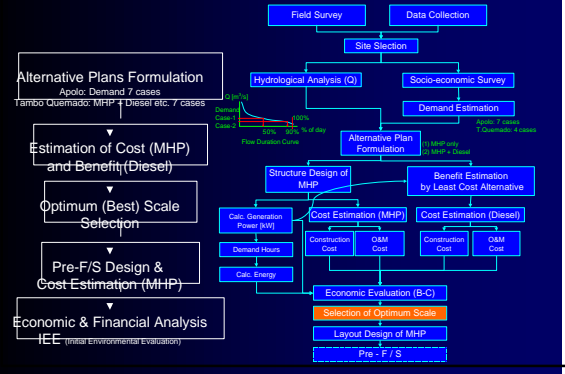 Alternative Plans Formulation
Apolo: Demand 7 cases
Tambo Quemado: MHP + Diesel etc. 7 cases
Estimation of Cost (MHP)
and Benefit (Diesel)
Optimum (Best) Scale
Selection
Pre-F/S Design &
Cost Estimation (MHP)
Economic & Financial Analysis
IEE (Initial Environmental Evaluation)
Field Survey
Data Collection
Site Slection
Hydrological Analysis (Q)
Socio-economic Survey
Q [m³/s]
Demand
Case-1
Case-2
100%
50%
90%
% of day
Flow Duration Curve
Demand Estimation
Apolo: 7 cases
T.Quemado: 4 cases
Alternative Plan
Formulation
(1) MHP only
(2) MHP + Diesel
Structure Design of
MHP
Benefit Estimation
by Least Cost Alternative
Calc. Generation
Power [kW]
Cost Estimation (MHP)
Cost Estimation (Diesel)
Demand Hours
Construction
Cost
O&M
Cost
Construction
Cost
O&M
Cost
Calc. Energy
Economic Evaluation (B-C)
Selection of Optimum Scale
Layout Design of MHP
Pre - F / S